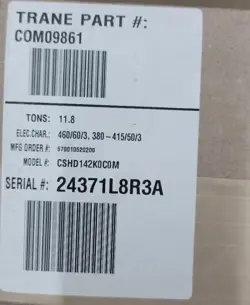 TRANE PART #:
COM09861
TONS: 11.8
ELEC.CHAR.: 460/60/3, 380~415/50/3
MFG ORDER #: 570010520200
MODEL: CSHD142K0C0M
SERIAL #: 24371L8R3A